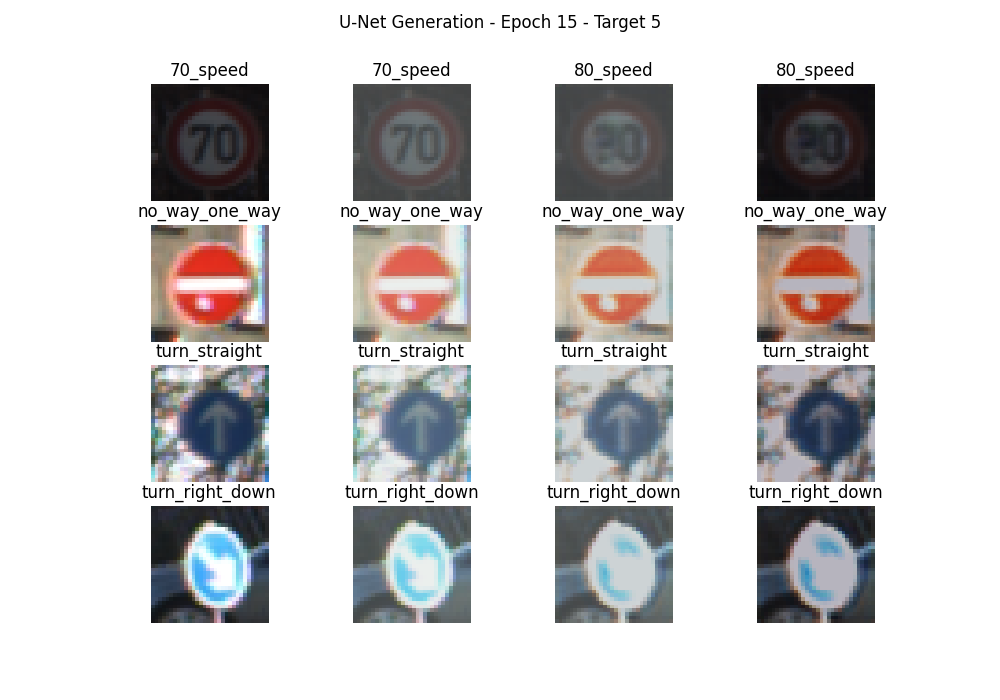 U-Net Generation - Epoch 15 - Target 5
70_speed 70_speed 80_speed 80_speed
70 70 80 80
no_way_one_way no_way_one_way no_way_one_way no_way_one_way
turn_straight turn_straight turn_straight turn_straight
turn_right_down turn_right_down turn_right_down turn_right_down